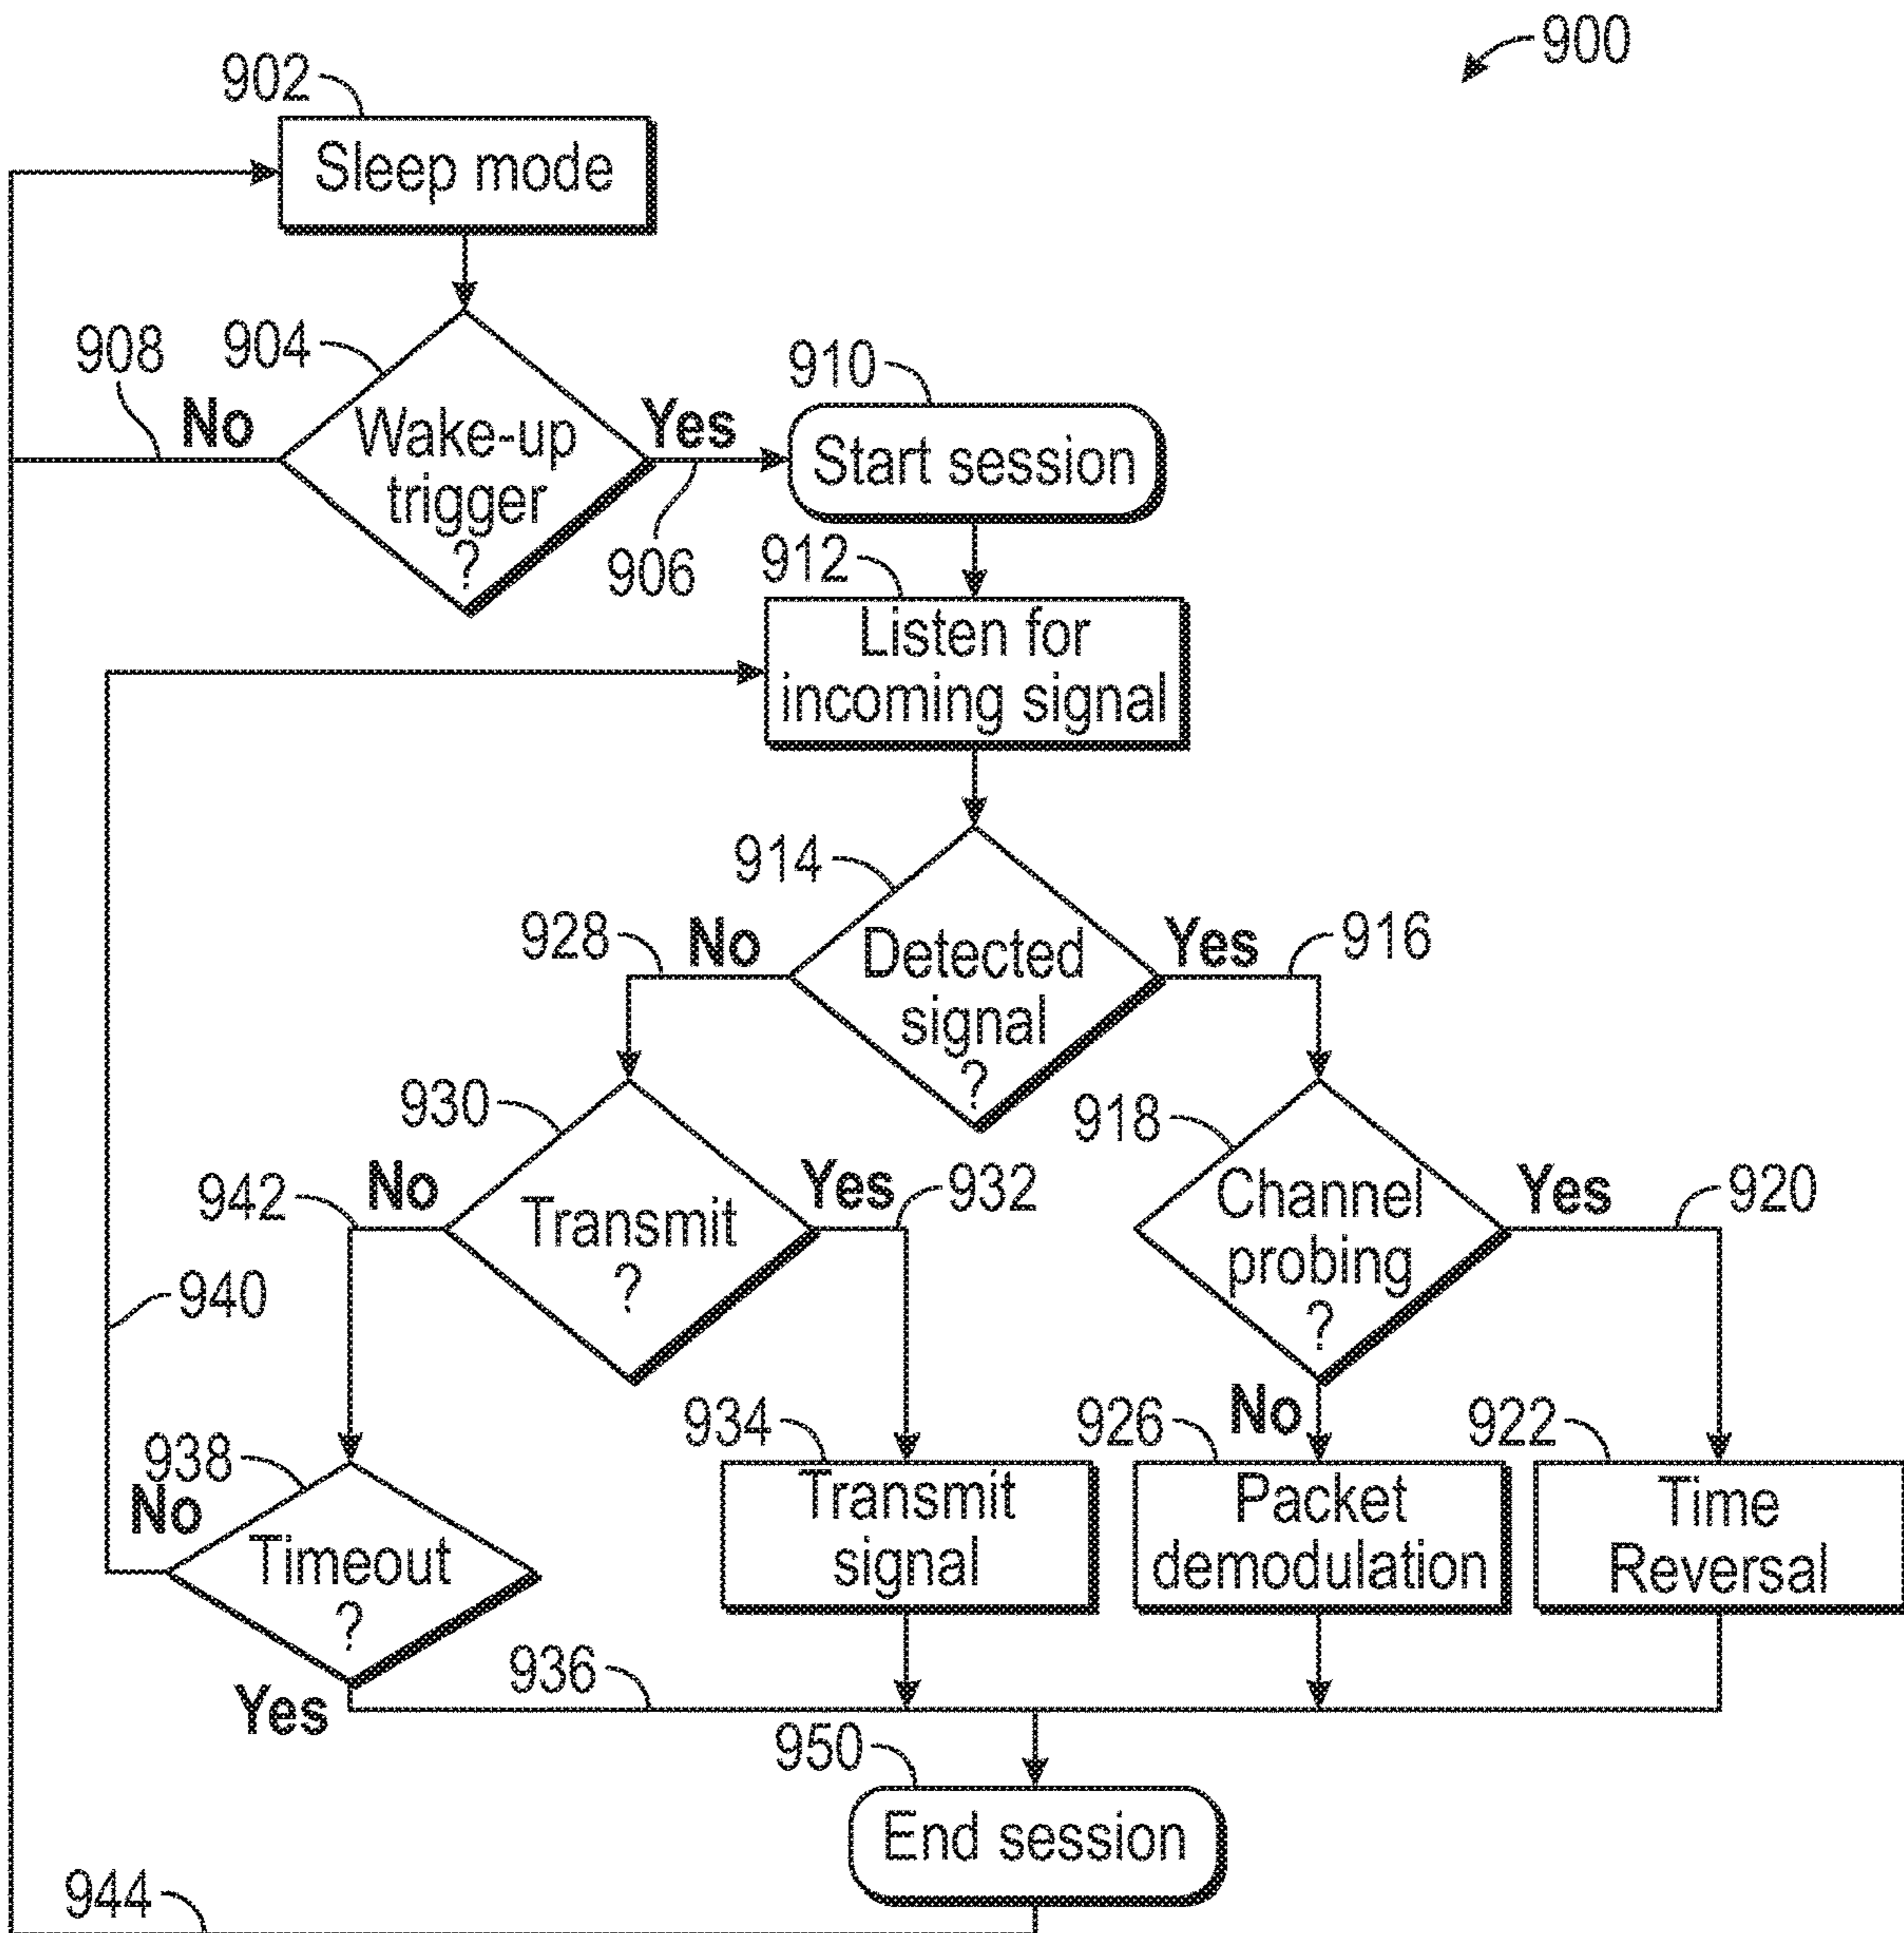 900
902
Sleep mode
908
904
No
Wake-up
trigger
?
Yes
906
910
Start session
912
Listen for
incoming signal
914
928
No
Detected
signal
?
Yes
916
930
942
No
Transmit
?
Yes
932
918
Channel
probing
?
Yes
920
940
No
938
No
Timeout
?
Yes
934
Transmit
signal
926
Packet
demodulation
922
Time
Reversal
936
950
End session
944